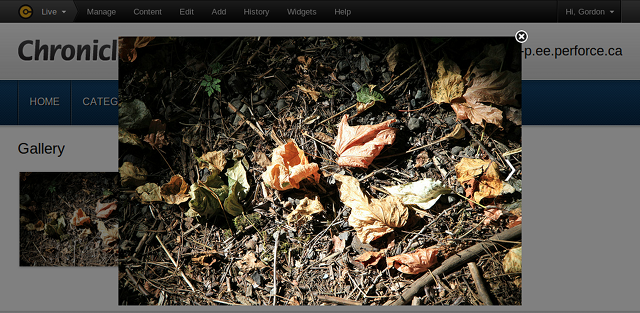 Live Manage Content Edit Add History Widgets Help Hi, Gordon
Chronicl
-p.ee.perforce.ca
HOME CATEG
Gallery